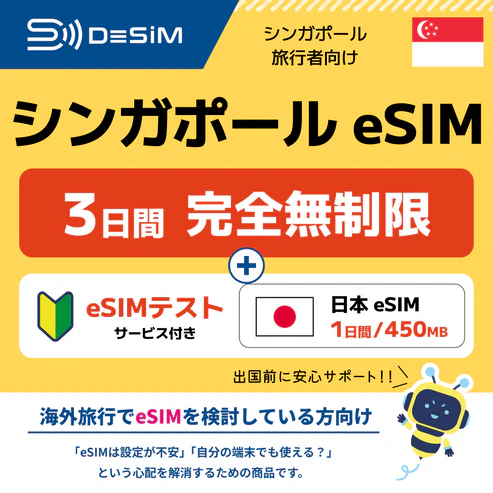 DESiM
シンガポール
旅行者向け
シンガポール eSIM
3日間 完全無制限
+
eSIMテスト
サービス付き
日本 eSIM
1日間/450MB
出国前に安心サポート!!
海外旅行でeSIMを検討している方向け
「eSIMは設定が不安」「自分の端末でも使える?」
という心配を解消するための商品です。